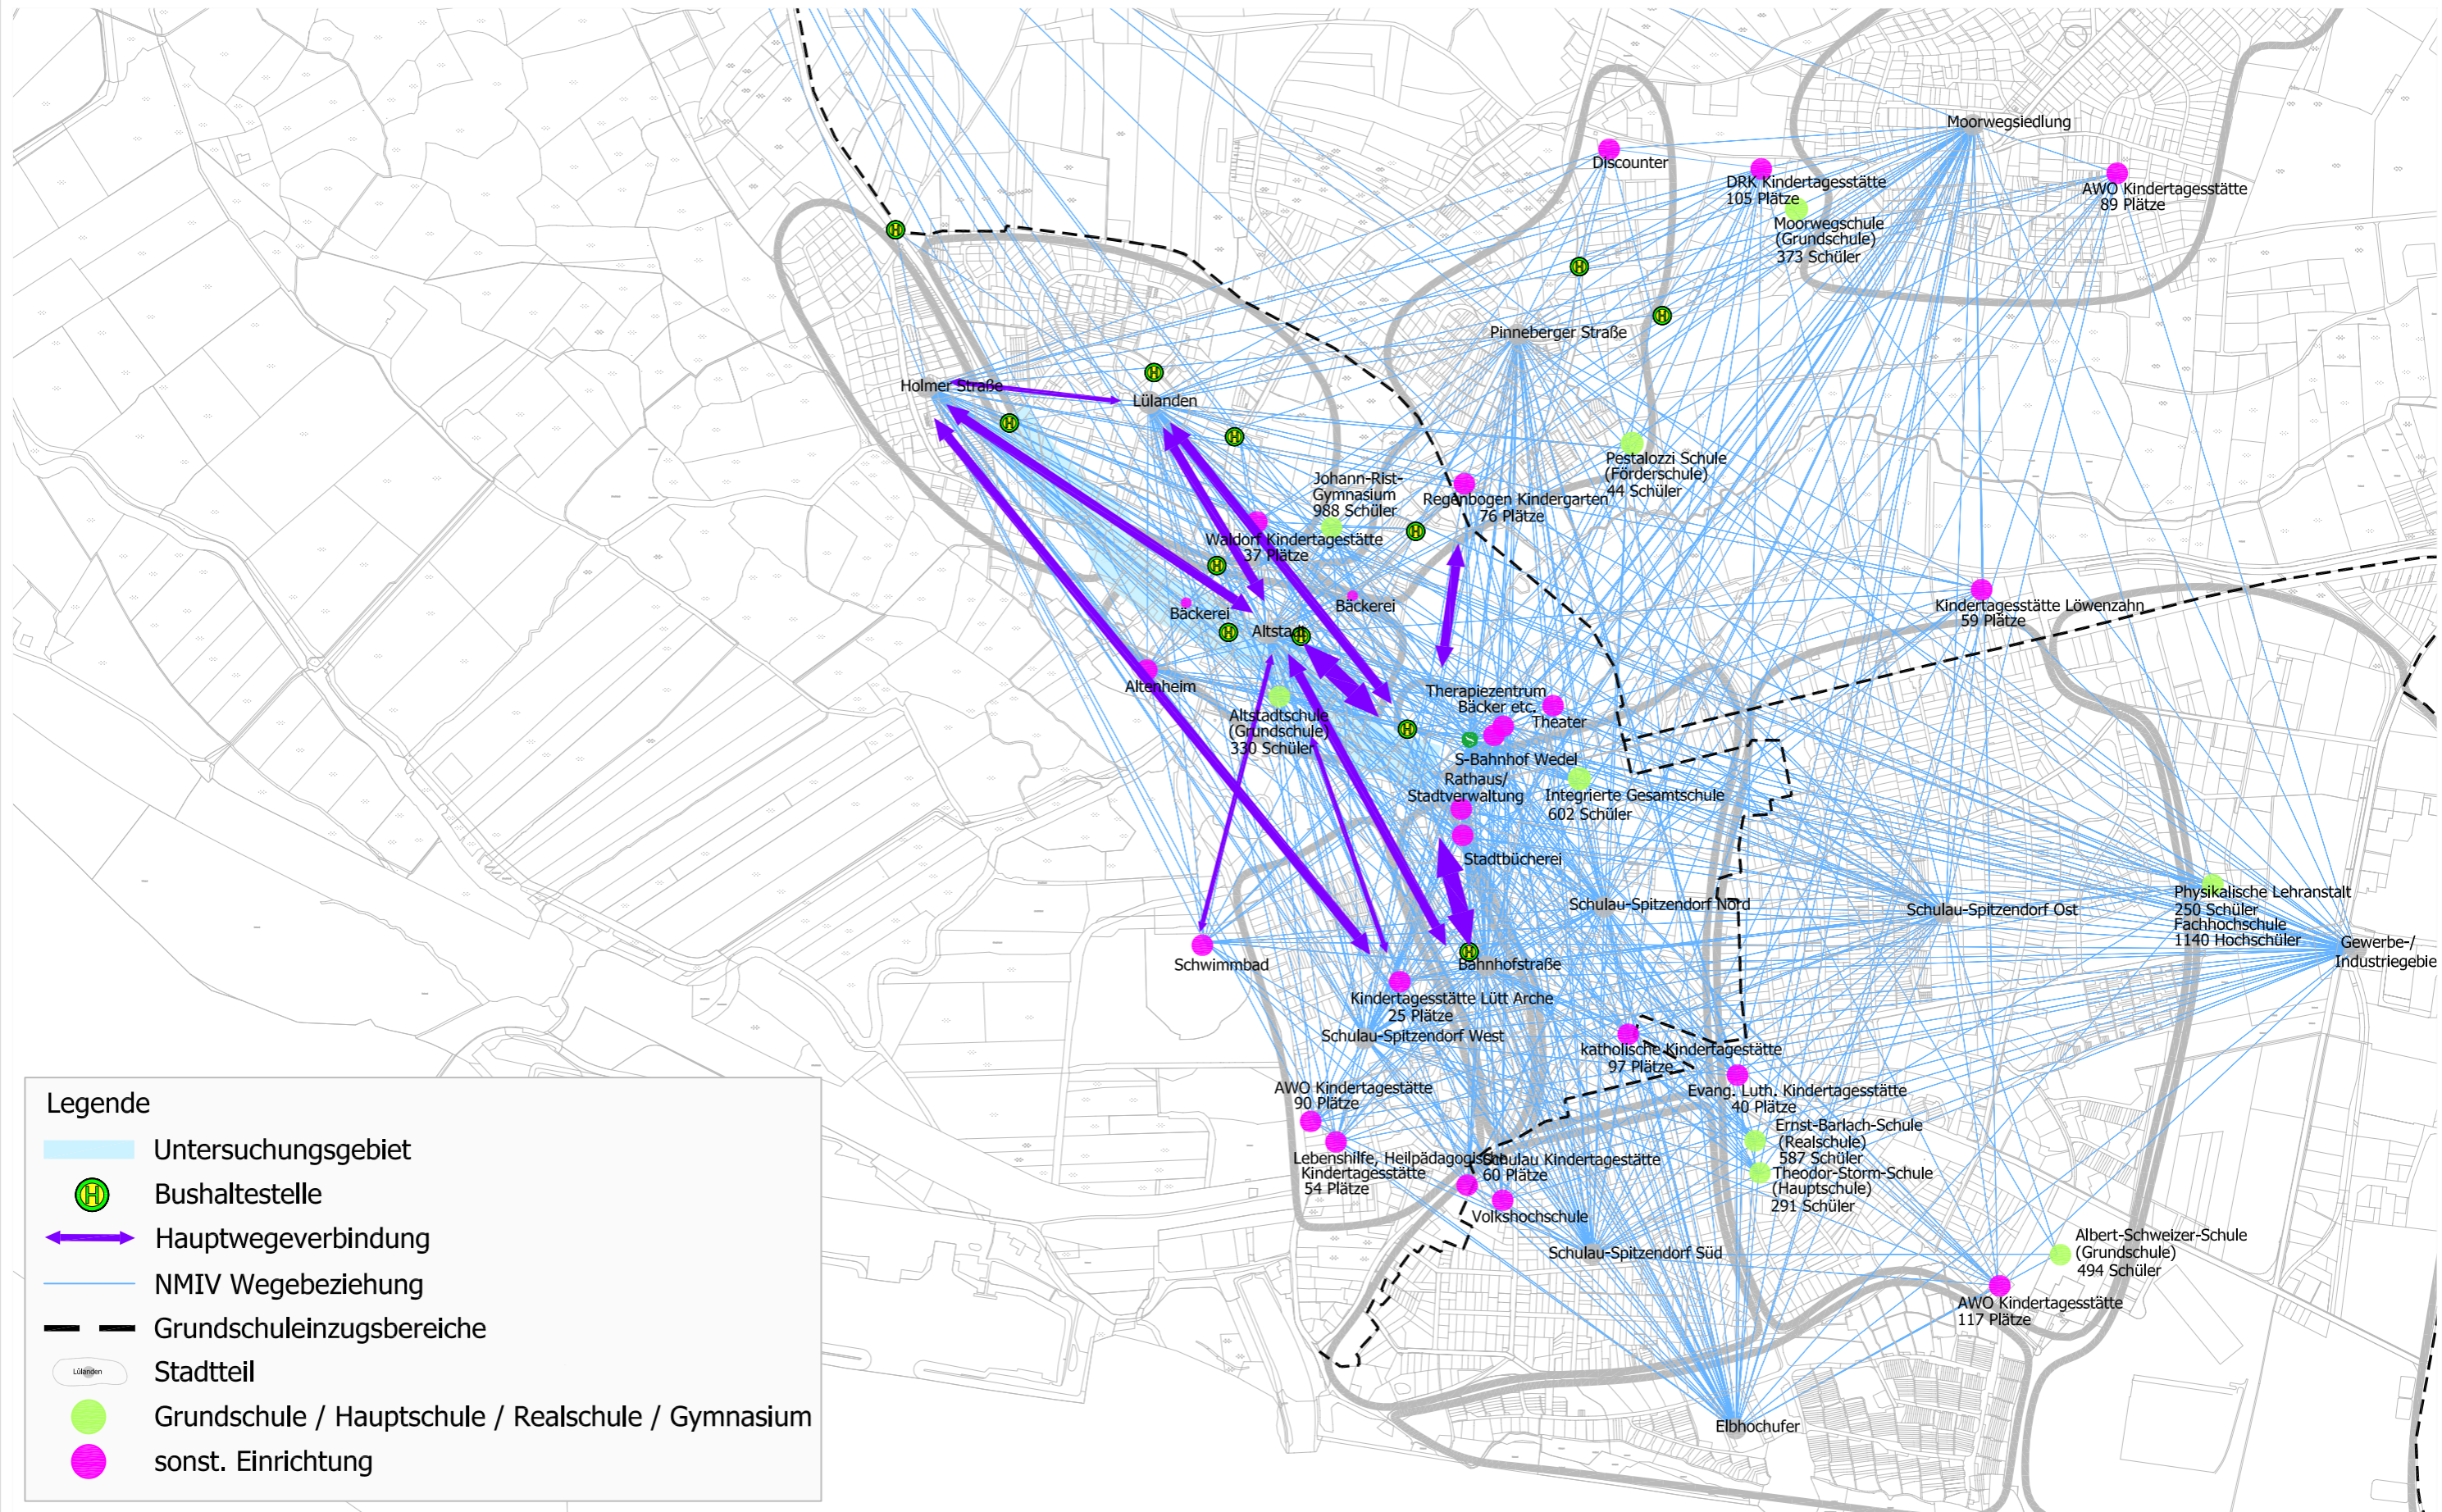 Moorwegsiedlung
Discounter
DRK Kindertagesstätte
105 Plätze
AWO Kindertagesstätte
89 Plätze
Moorwegschule
(Grundschule)
373 Schüler
H
H
H
Pinneberger Straße
H
Holmer Straße
Lülanden
H
H
Pestalozzi Schule
(Förderschule)
44 Schüler
Johann-Rist-
Gymnasium
988 Schüler
Regenbogen Kindergarten
76 Plätze
H
Waldorf Kindertagestätte
37 Plätze
H
Bäckerei
Bäckerei
Kindertagesstätte Löwenzahn
59 Plätze
H
Altstadt
H
Altenheim
Therapiezentrum
Bäcker etc.
Theater
Altstadtschule
(Grundschule)
330 Schüler
H
S
S-Bahnhof Wedel
Rathaus/
Stadtverwaltung
Integrierte Gesamtschule
602 Schüler
Stadtbücherei
Schulau-Spitzendorf Nord
Schulau-Spitzendorf Ost
Physikalische Lehranstalt
250 Schüler
Fachhochschule
1140 Hochschüler
Gewerbe-/
Industriegebie
Schwimmbad
H
Bahnhofstraße
Kindertagesstätte Lütt Arche
25 Plätze
Schulau-Spitzendorf West
katholische Kindertagestätte
97 Plätze
AWO Kindertagestätte
90 Plätze
Evang. Luth. Kindertagesstätte
40 Plätze
Ernst-Barlach-Schule
(Realschule)
587 Schüler
Lebenshilfe, Heilpädagogische
Kindertagesstätte
54 Plätze
Schulau Kindertagestätte
60 Plätze
Theodor-Storm-Schule
(Hauptschule)
291 Schüler
Volkshochschule
Schulau-Spitzendorf Süd
Albert-Schweizer-Schule
(Grundschule)
494 Schüler
AWO Kindertagesstätte
117 Plätze
Elbhochufer
Legende
Untersuchungsgebiet
H Bushaltestelle
Hauptwegeverbindung
NMIV Wegebeziehung
Grundschuleinzugsbereiche
Lülanden Stadtteil
Grundschule / Hauptschule / Realschule / Gymnasium
sonst. Einrichtung